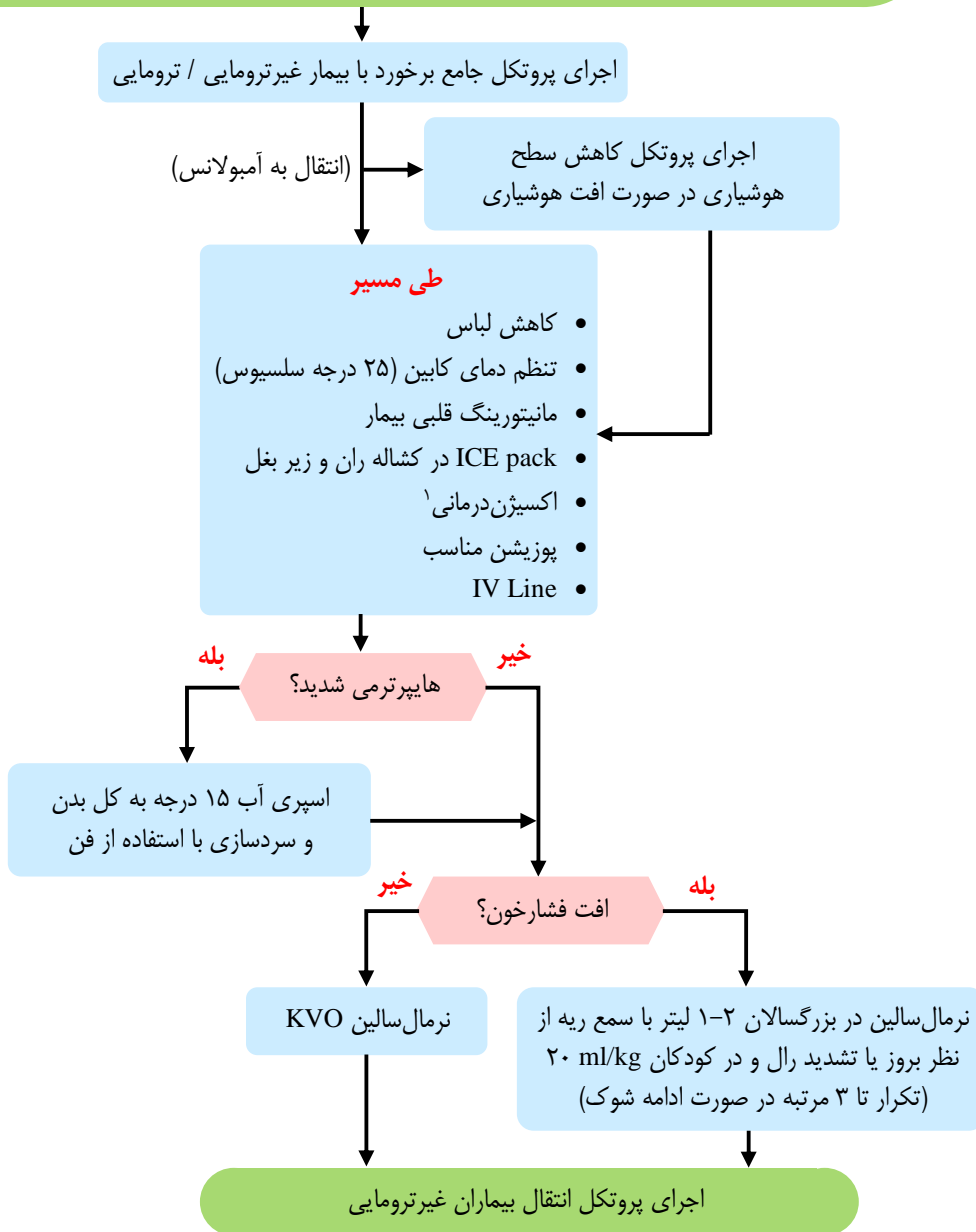 اجرای پروتکل جامع برخورد با بیمار غیرترومایی / ترومایی
(انتقال به آمبولانس)
اجرای پروتکل کاهش سطح
هوشیاری در صورت افت هوشیاری
طی مسیر
• کاهش لباس
• تنظم دمای کابین (۲۵ درجه سلسیوس)
• مانیتورینگ قلبی بیمار
• ICE pack در کشاله ران و زیر بغل
• اکسیژن‌درمانی۱
• پوزیشن مناسب
• IV Line
خیر
بله
هایپرترمی شدید؟
اسپری آب ۱۵ درجه به کل بدن
و سردسازی با استفاده از فن
بله
خیر
افت فشارخون؟
نرمال‌سالین در بزرگسالان ۲–۱ لیتر با سمع ریه از
نظر بروز یا تشدید رال و در کودکان ۲۰ ml/kg
(تکرار تا ۳ مرتبه در صورت ادامه شوک)
نرمال‌سالین KVO
اجرای پروتکل انتقال بیماران غیرترومایی